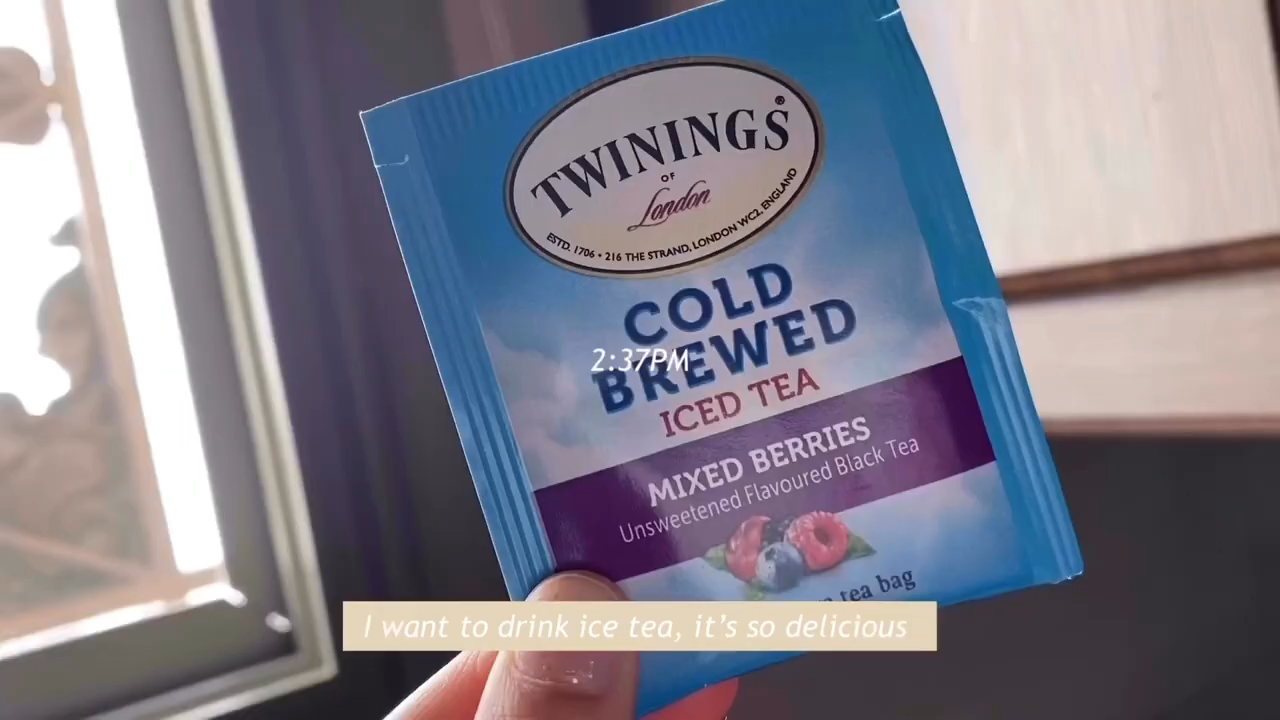 TWININGS®
OF
London
ESTD. 1706 • 216 THE STRAND, LONDON WC2, ENGLAND
COLD
BREWED
2:37PM
ICED TEA
MIXED BERRIES
Unsweetened Flavoured Black Tea
tea bag
I want to drink ice tea, it's so delicious